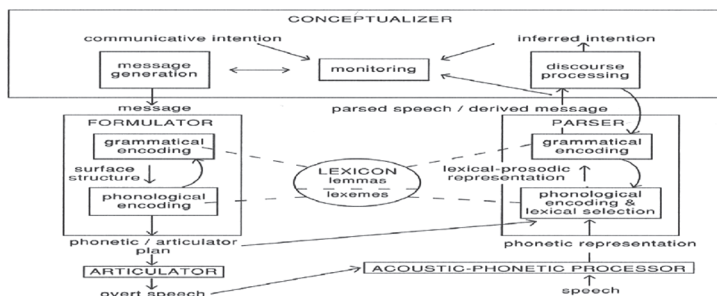 CONCEPTUALIZER
communicative intention
inferred intention
message generation
monitoring
discourse processing
message
parsed speech / derived message
FORMULATOR
PARSER
grammatical encoding
grammatical encoding
surface structure
LEXICON
lemmas
lexemes
lexical-prosodic representation
phonological encoding
phonological encoding & lexical selection
phonetic / articulator plan
phonetic representation
ARTICULATOR
ACOUSTIC-PHONETIC PROCESSOR
overt speech
speech